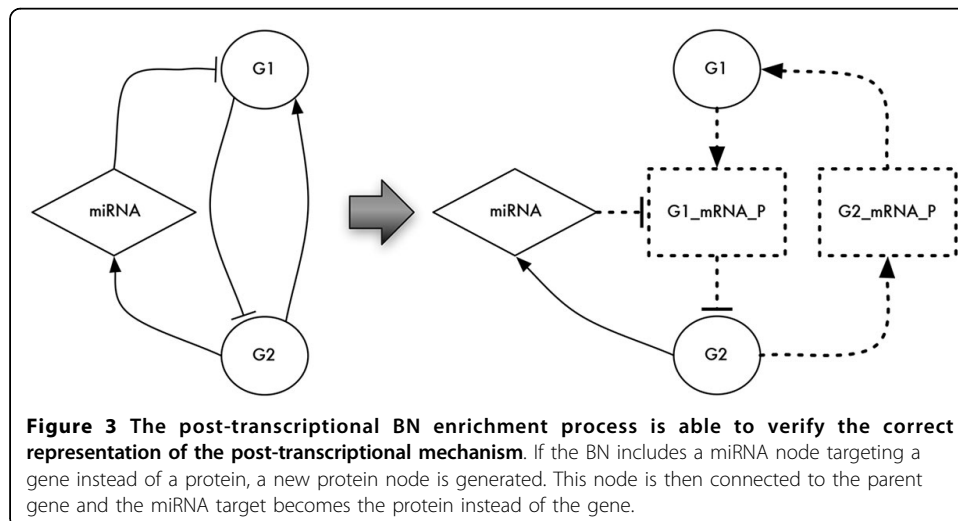 G1
miRNA
G2
G1
miRNA
G1_mRNA_P
G2_mRNA_P
G2
Figure 3 The post-transcriptional BN enrichment process is able to verify the correct
representation of the post-transcriptional mechanism. If the BN includes a miRNA node targeting a
gene instead of a protein, a new protein node is generated. This node is then connected to the parent
gene and the miRNA target becomes the protein instead of the gene.